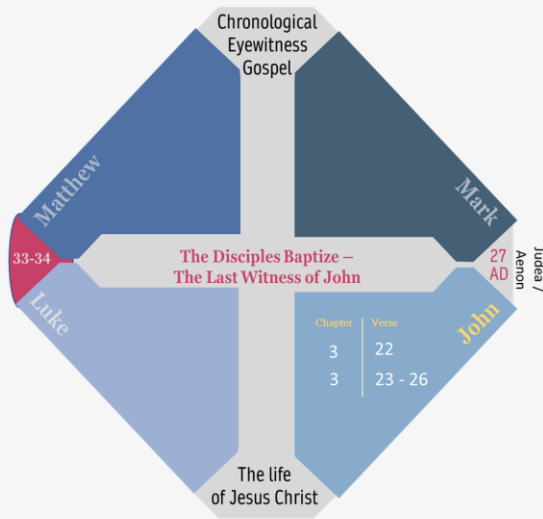 Chronological
Eyewitness
Gospel
Matthew
Mark
33-34
The Disciples Baptize –
The Last Witness of John
27
AD
Judea /
Aenon
Luke
John
Chapter Verse
3 22
3 23 - 26
The life
of Jesus Christ